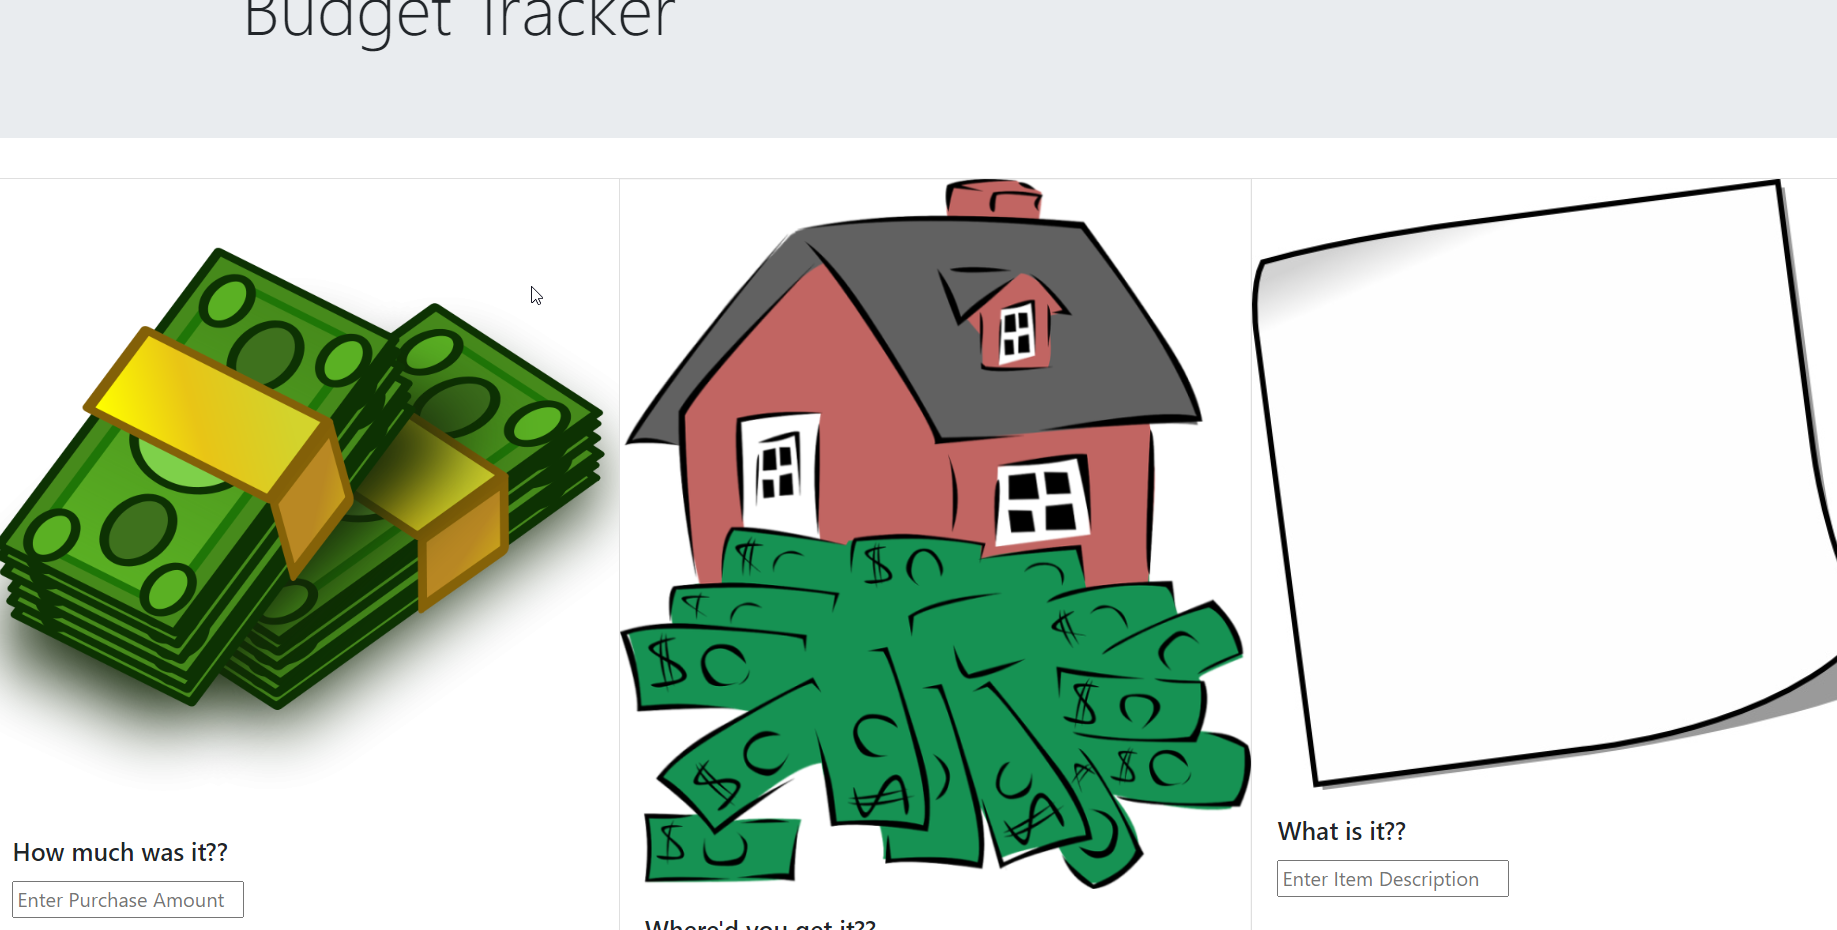 Budget Tracker
$
$
$
$
$
$
$
$
$
$
$
How much was it??
Enter Purchase Amount
Where'd you get it??
What is it??
Enter Item Description